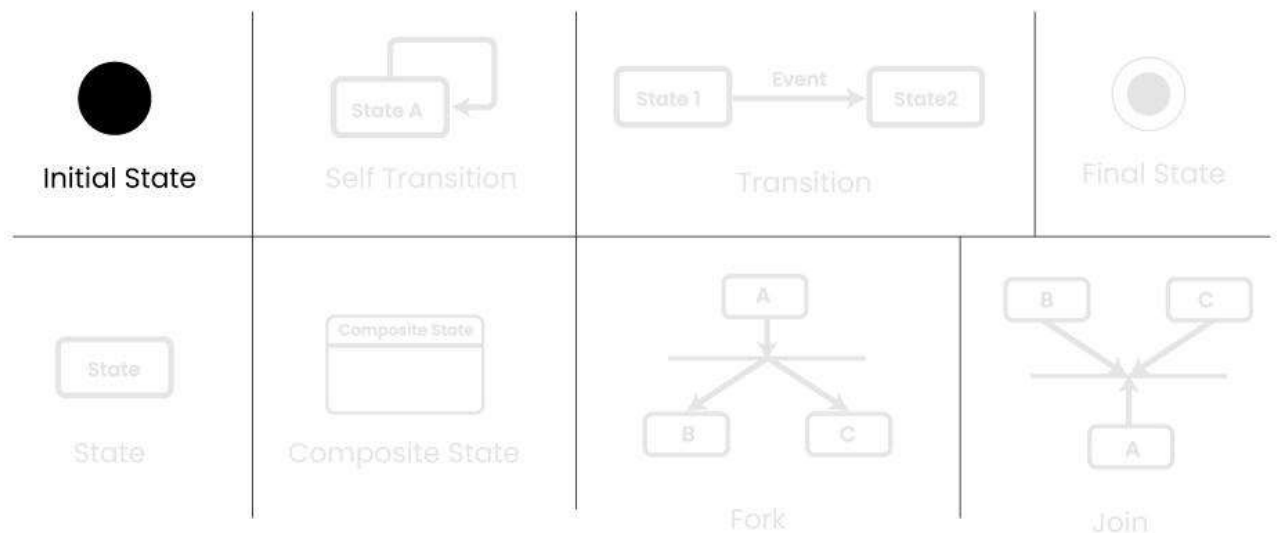 State A
Event
State 1
State2
Initial State
Self Transition
Transition
Final State
State
Composite State
A
B
C
B
C
A
State
Composite State
Fork
Join